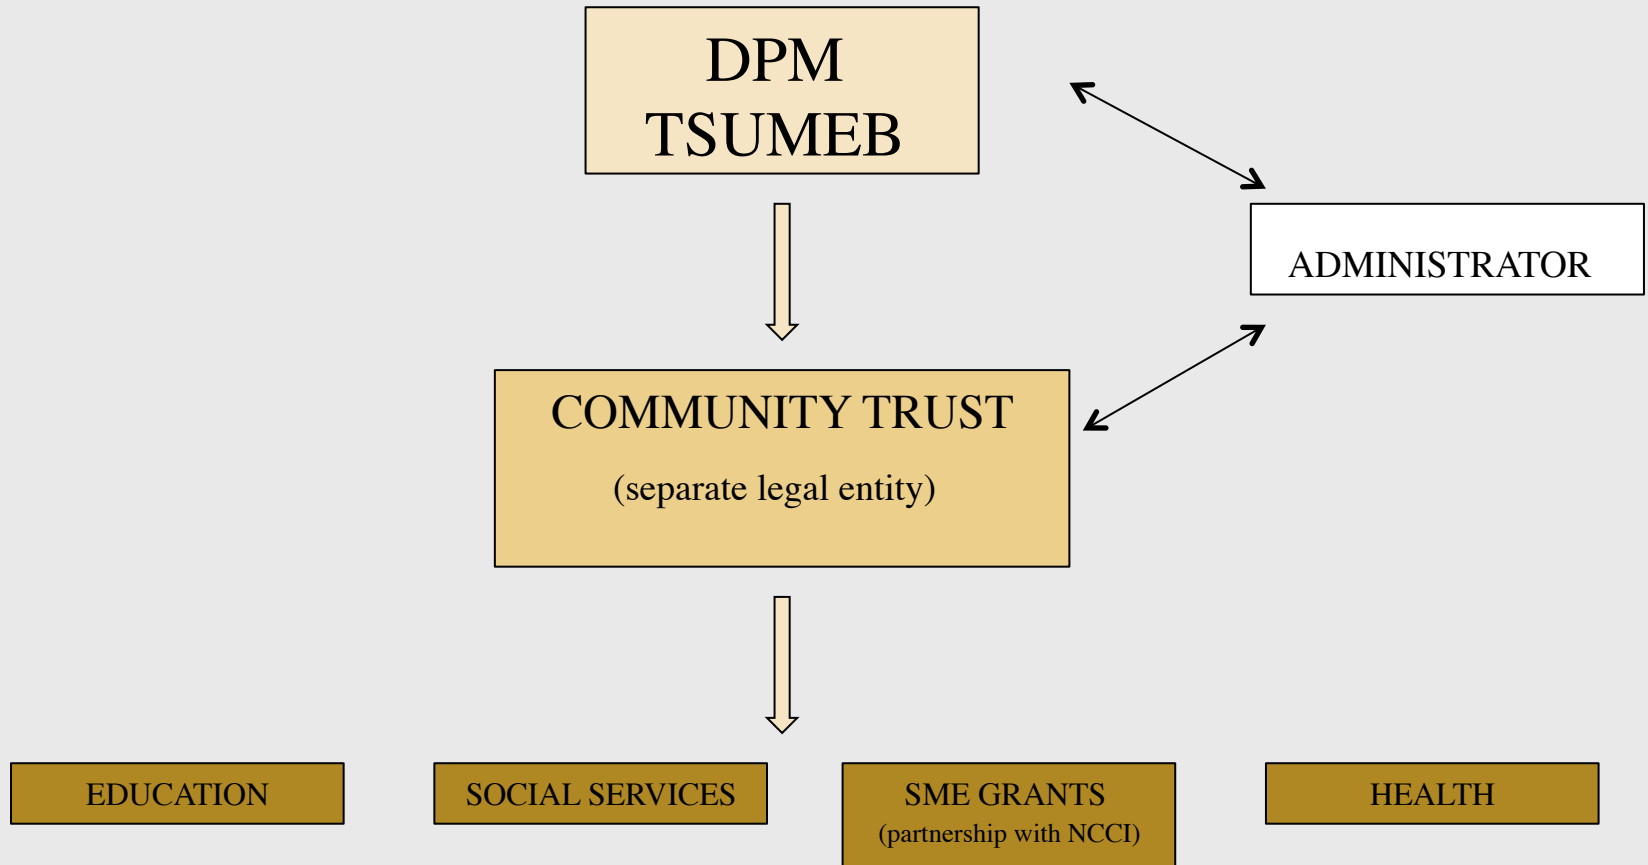 DPM
TSUMEB
ADMINISTRATOR
COMMUNITY TRUST
(separate legal entity)
EDUCATION
SOCIAL SERVICES
SME GRANTS
(partnership with NCCI)
HEALTH